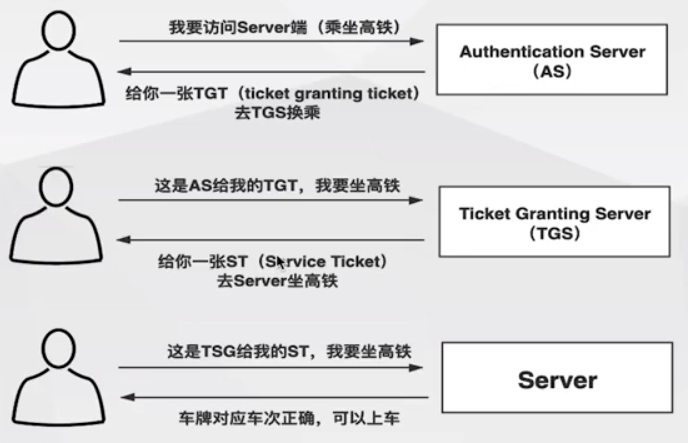 我要访问Server端（乘坐高铁）
Authentication Server
（AS）
给你一张TGT（ticket granting ticket）
去TGS换乘
这是AS给我的TGT，我要坐高铁
Ticket Granting Server
（TGS）
给你一张ST（Service Ticket）
去Server坐高铁
这是TSG给我的ST，我要坐高铁
Server
车牌对应车次正确，可以上车